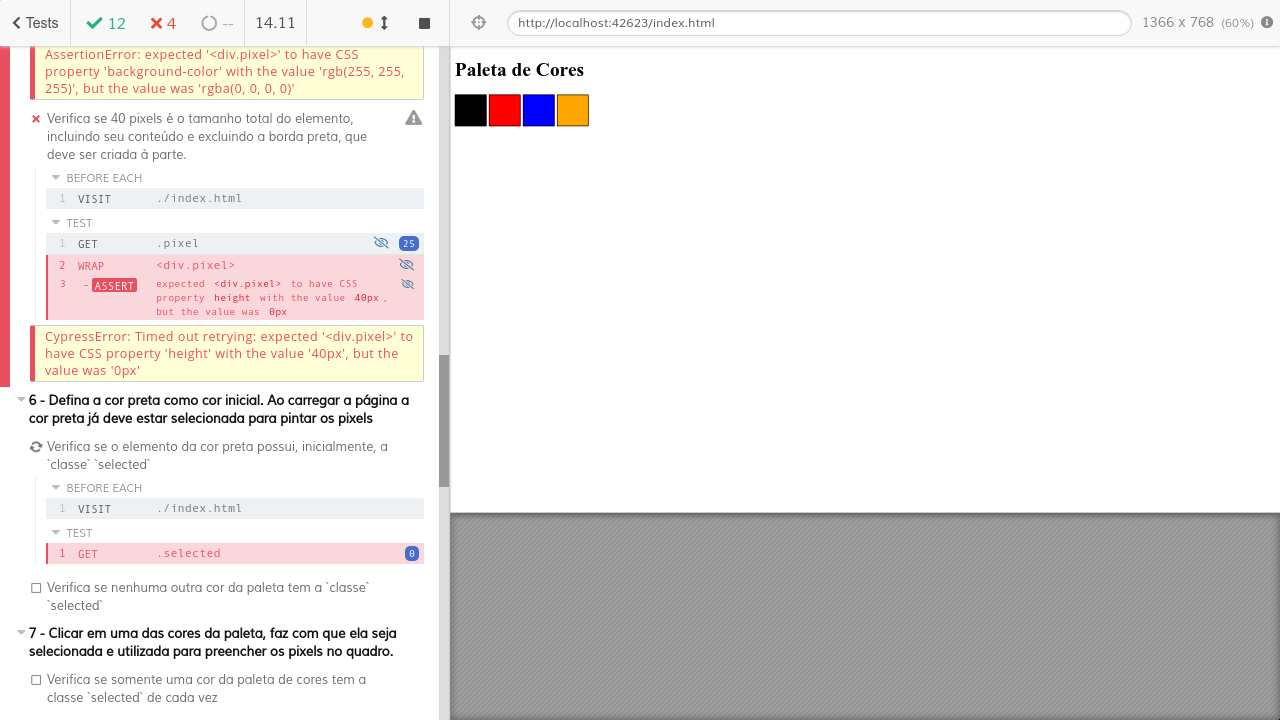 Tests
12
4
--
14.11
http://localhost:42623/index.html
1366 x 768 (60%)
AssertionError: expected '<div.pixel>' to have CSS
property 'background-color' with the value 'rgb(255, 255,
255)', but the value was 'rgba(0, 0, 0, 0)'
Verifica se 40 pixels é o tamanho total do elemento,
incluindo seu conteúdo e excluindo a borda preta, que
deve ser criada à parte.
BEFORE EACH
1 VISIT ./index.html
TEST
1 GET .pixel 25
2 WRAP <div.pixel>
3 -ASSERT expected <div.pixel> to have CSS
property height with the value 40px ,
but the value was 0px
CypressError: Timed out retrying: expected '<div.pixel>' to
have CSS property 'height' with the value '40px', but the
value was '0px'
6 - Defina a cor preta como cor inicial. Ao carregar a página a
cor preta já deve estar selecionada para pintar os pixels
Verifica se o elemento da cor preta possui, inicialmente, a
`classe` `selected`
BEFORE EACH
1 VISIT ./index.html
TEST
1 GET .selected 0
Verifica se nenhuma outra cor da paleta tem a `classe`
`selected`
7 - Clicar em uma das cores da paleta, faz com que ela seja
selecionada e utilizada para preencher os pixels no quadro.
Verifica se somente uma cor da paleta de cores tem a
classe `selected` de cada vez
Paleta de Cores